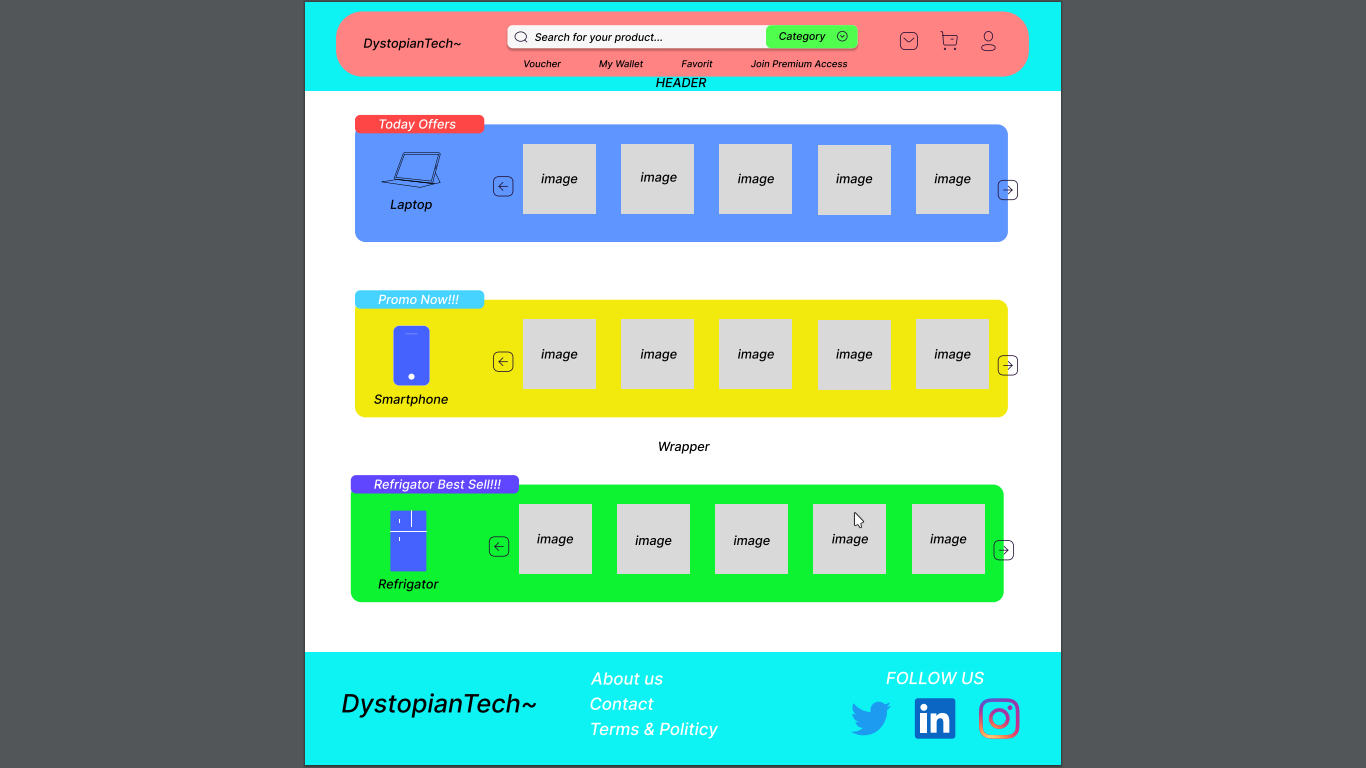 DystopianTech~
Search for your product...
Category
Voucher
My Wallet
Favorit
Join Premium Access
HEADER
Today Offers
Laptop
image
image
image
image
image
Promo Now!!!
Smartphone
image
image
image
image
image
Wrapper
Refrigator Best Sell!!!
Refrigator
image
image
image
image
image
DystopianTech~
About us
Contact
Terms & Politicy
FOLLOW US
in